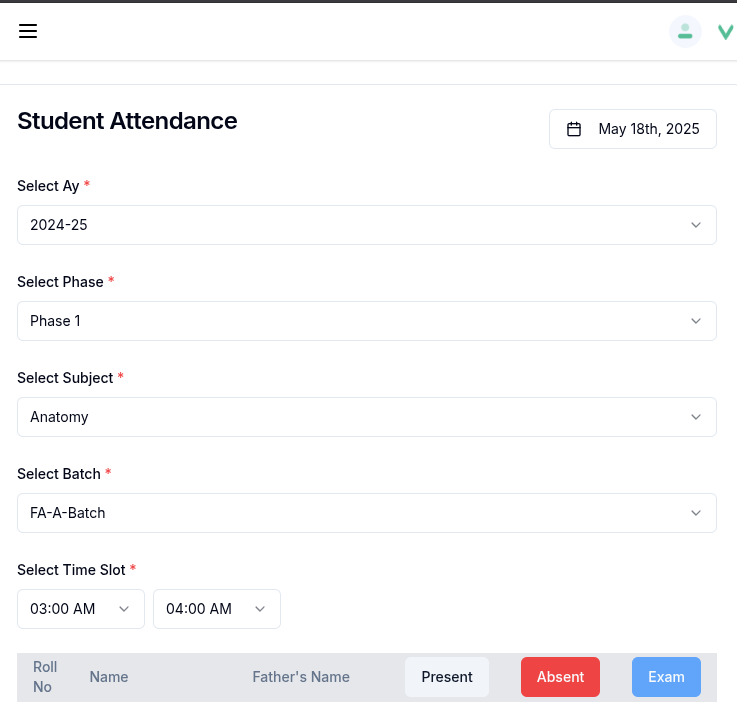 Student Attendance
May 18th, 2025
Select Ay *
2024-25
Select Phase *
Phase 1
Select Subject *
Anatomy
Select Batch *
FA-A-Batch
Select Time Slot *
03:00 AM 04:00 AM
Roll No Name Father's Name Present Absent Exam